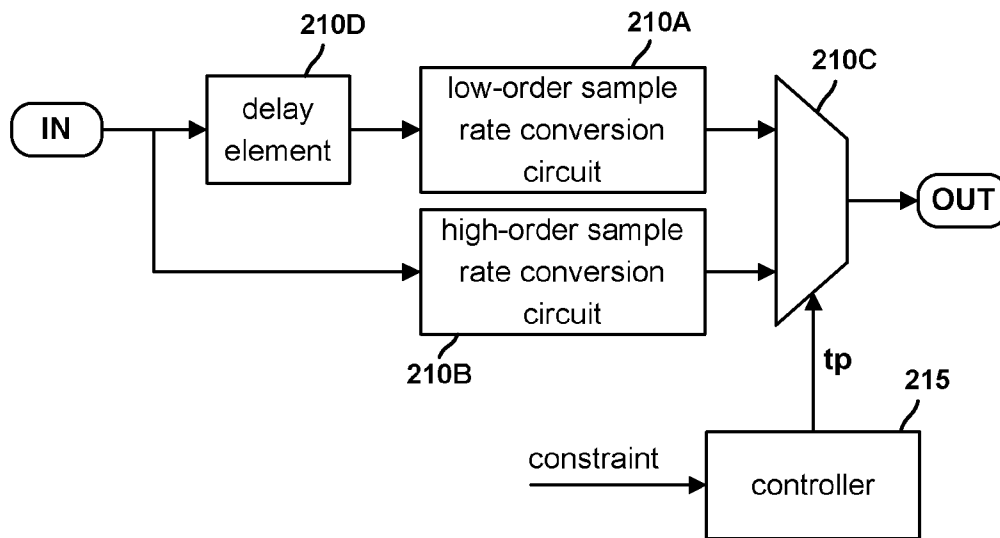 210D
210A
210C
IN
delay
element
low-order sample
rate conversion
circuit
OUT
high-order sample
rate conversion
circuit
210B
tp
215
constraint
controller